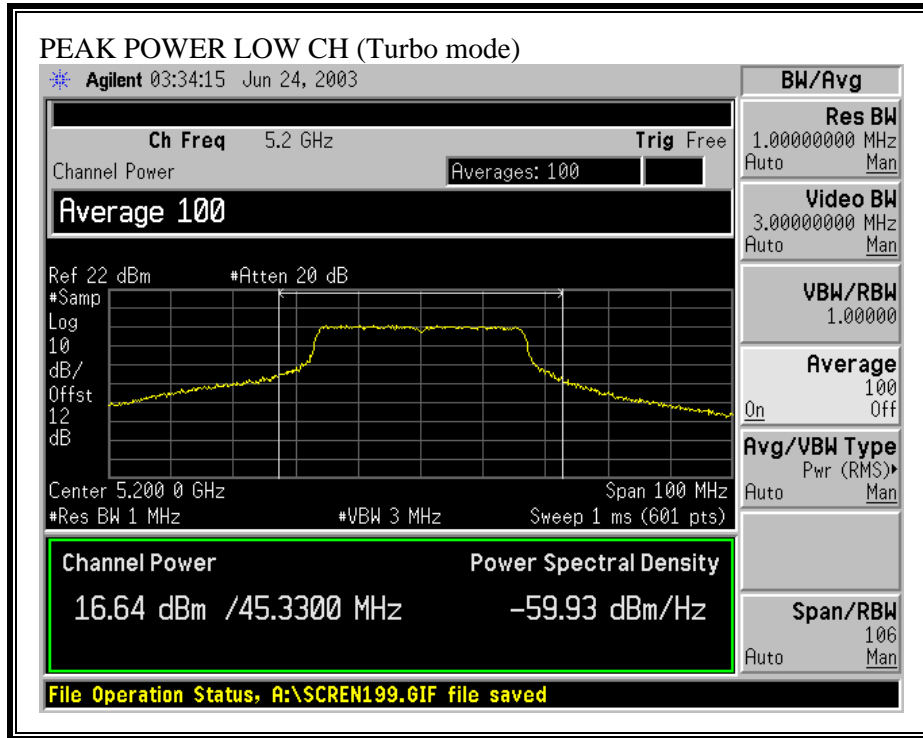 PEAK POWER LOW CH (Turbo mode)
Agilent 03:34:15 Jun 24, 2003
BW/Avg
Ch Freq 5.2 GHz Trig Free
Channel Power Averages: 100
Average 100
Ref 22 dBm #Atten 20 dB
#Samp
Log
10
dB/
Offst
12
dB
Center 5.200 0 GHz Span 100 MHz
#Res BW 1 MHz #VBW 3 MHz Sweep 1 ms (601 pts)
Channel Power Power Spectral Density
16.64 dBm /45.3300 MHz -59.93 dBm/Hz
File Operation Status, A:\SCREN199.GIF file saved
Res BW
1.00000000 MHz
Auto Man
Video BW
3.00000000 MHz
Auto Man
VBW/RBW
1.00000
Average
100
On Off
Avg/VBW Type
Pwr (RMS)▸
Auto Man
Span/RBW
106
Auto Man